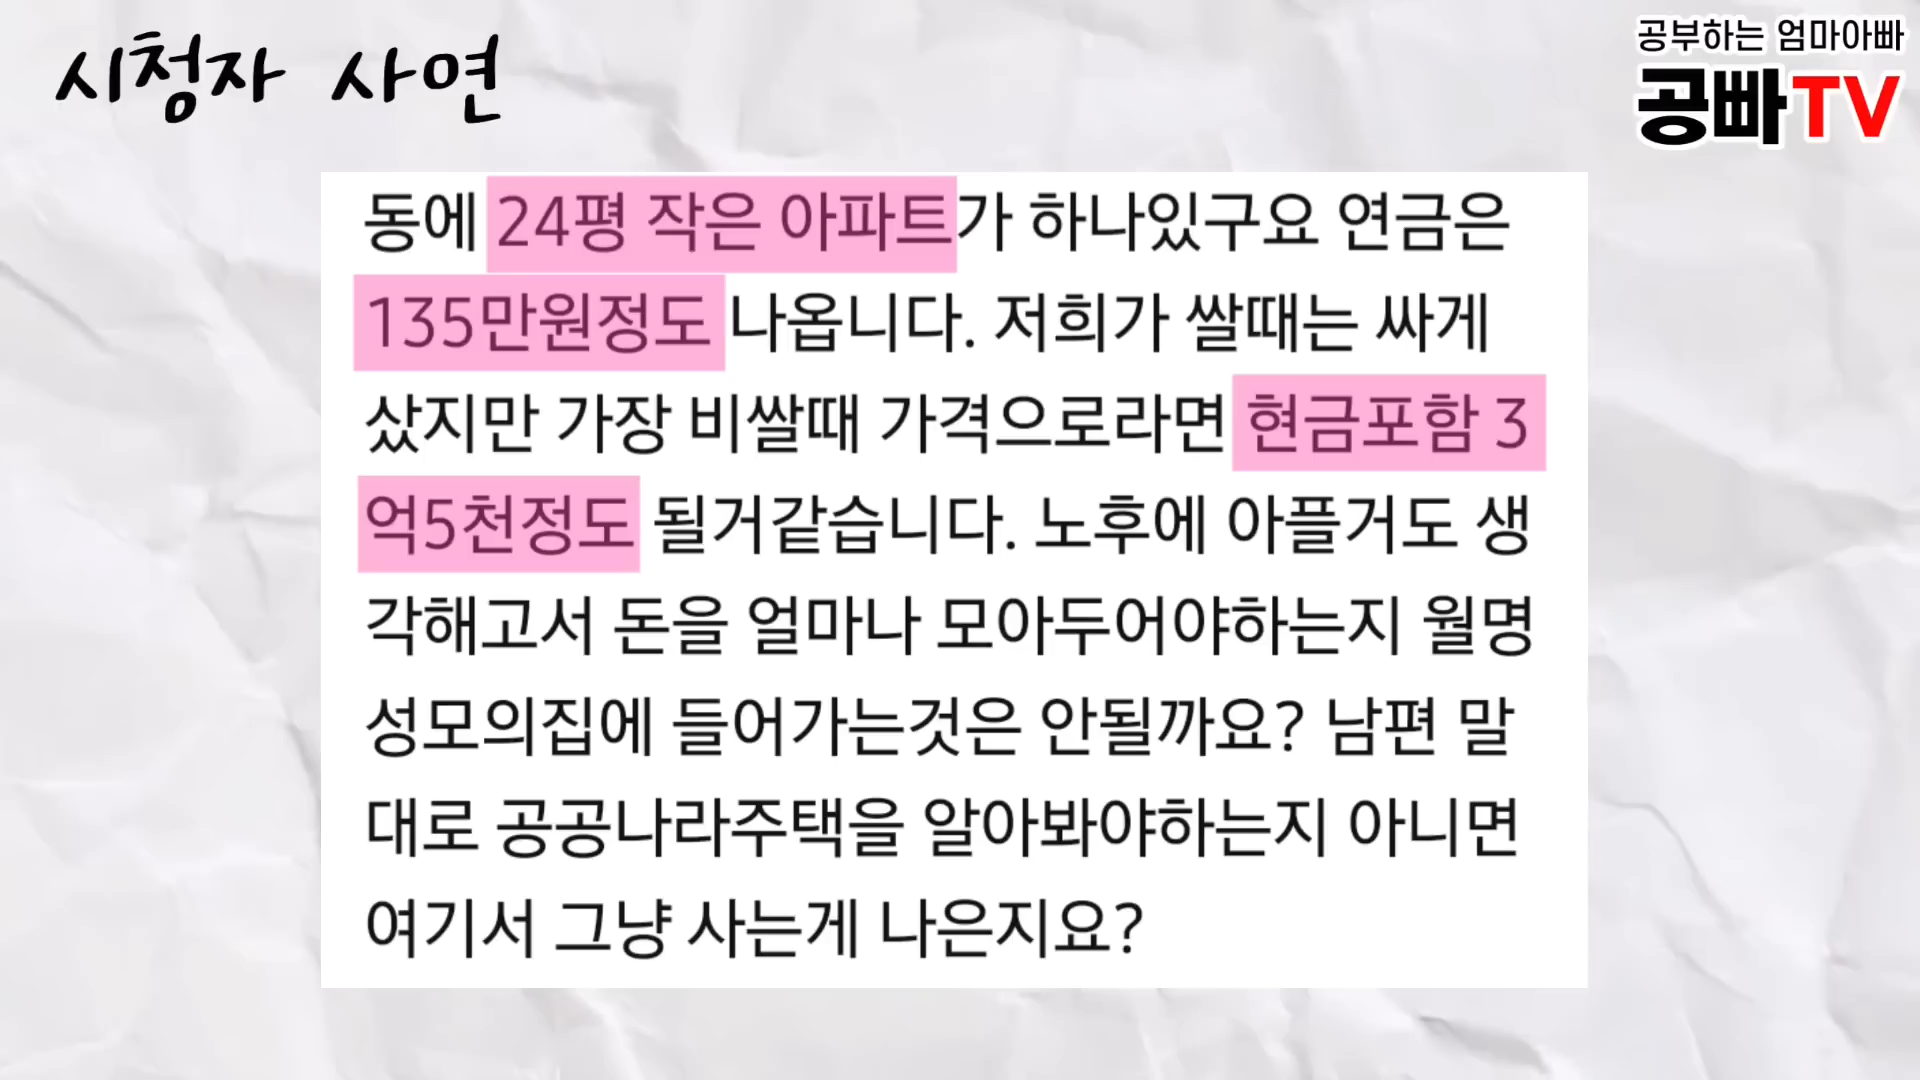 시청자 사연
공부하는 엄마아빠
공빠TV
동에 24평 작은 아파트가 하나있구요 연금은
135만원정도 나옵니다. 저희가 쌀때는 싸게
샀지만 가장 비쌀때 가격으로라면 현금포함 3
억5천정도 될거같습니다. 노후에 아플거도 생
각해고서 돈을 얼마나 모아두어야하는지 월명
성모의집에 들어가는것은 안될까요? 남편 말
대로 공공나라주택을 알아봐야하는지 아니면
여기서 그냥 사는게 나은지요?